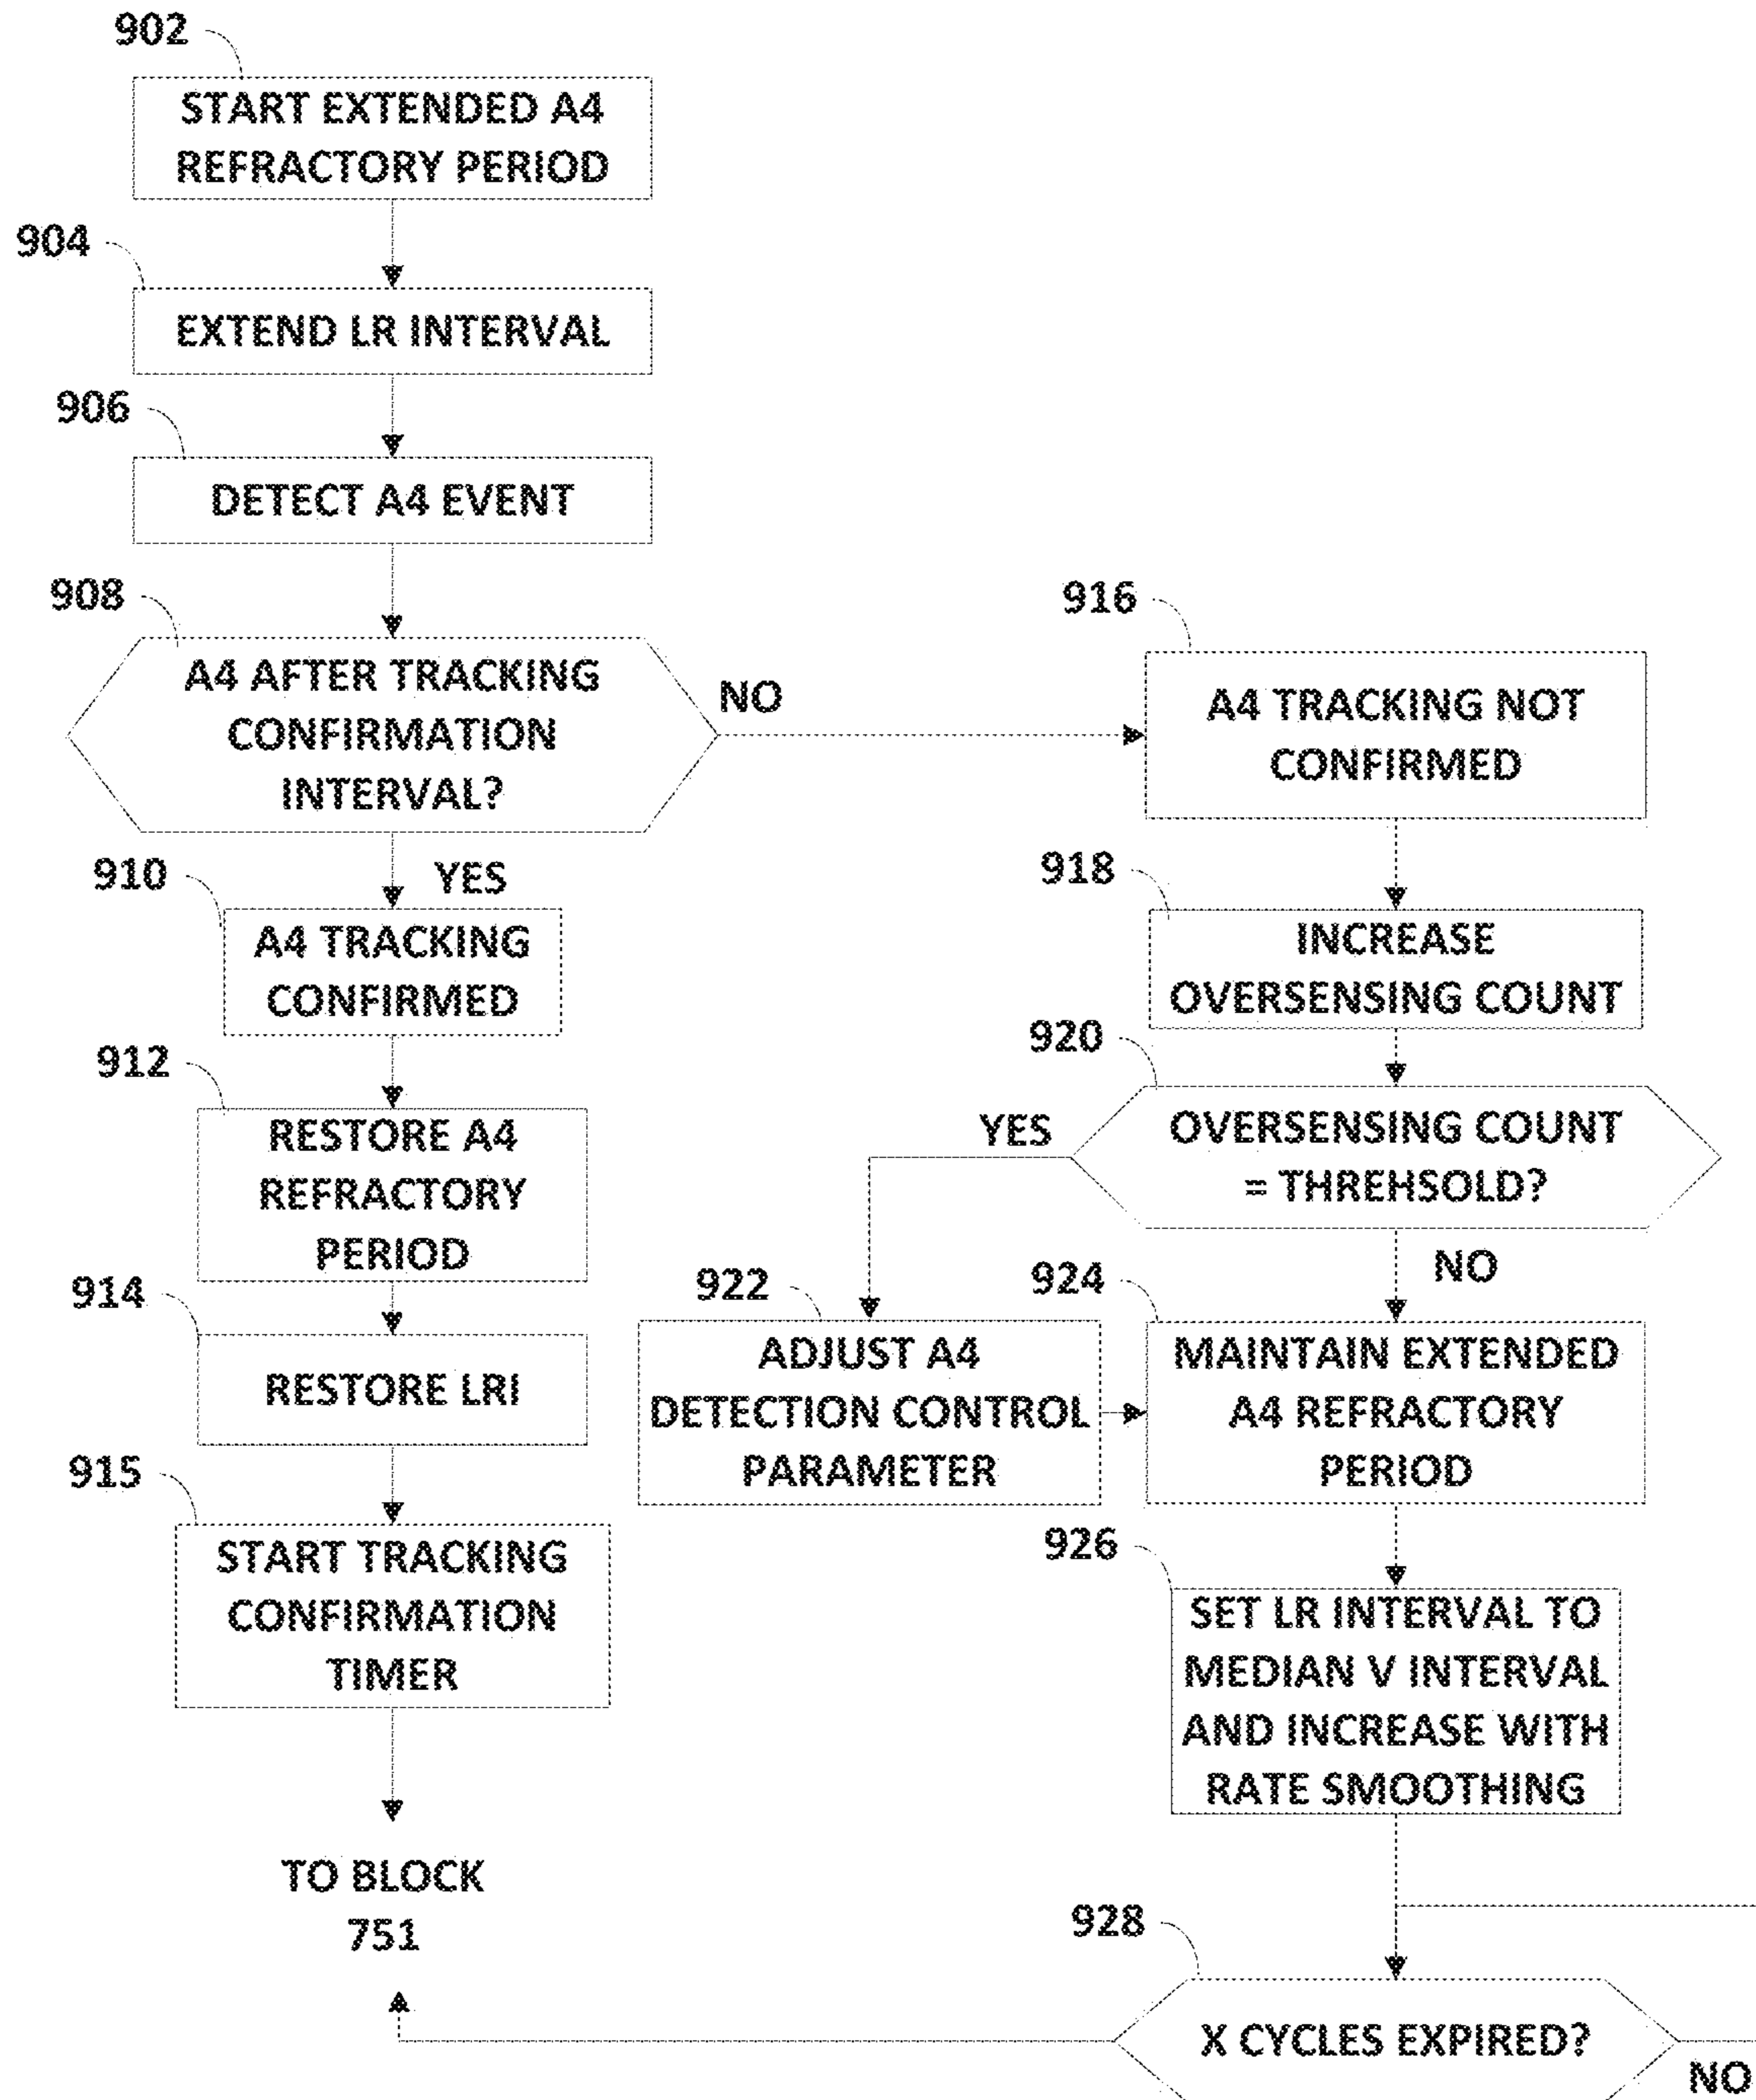 902
START EXTENDED A4
REFRACTORY PERIOD
904
EXTEND LR INTERVAL
906
DETECT A4 EVENT
908
A4 AFTER TRACKING
CONFIRMATION
INTERVAL?
NO
YES
910
A4 TRACKING
CONFIRMED
912
RESTORE A4
REFRACTORY
PERIOD
914
RESTORE LRI
915
START TRACKING
CONFIRMATION
TIMER
TO BLOCK
751
916
A4 TRACKING NOT
CONFIRMED
918
INCREASE
OVERSENSING COUNT
920
OVERSENSING COUNT
= THREHSOLD?
YES
NO
922
ADJUST A4
DETECTION CONTROL
PARAMETER
924
MAINTAIN EXTENDED
A4 REFRACTORY
PERIOD
926
SET LR INTERVAL TO
MEDIAN V INTERVAL
AND INCREASE WITH
RATE SMOOTHING
928
X CYCLES EXPIRED?
NO